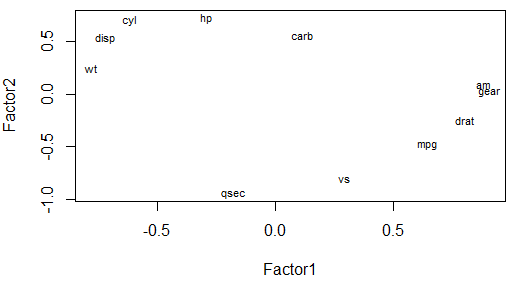 cyl hp
0.5 disp carb
wt
0.0 am
gear
drat
-0.5 mpg
vs
-1.0 qsec
Factor2
-0.5 0.0 0.5
Factor1